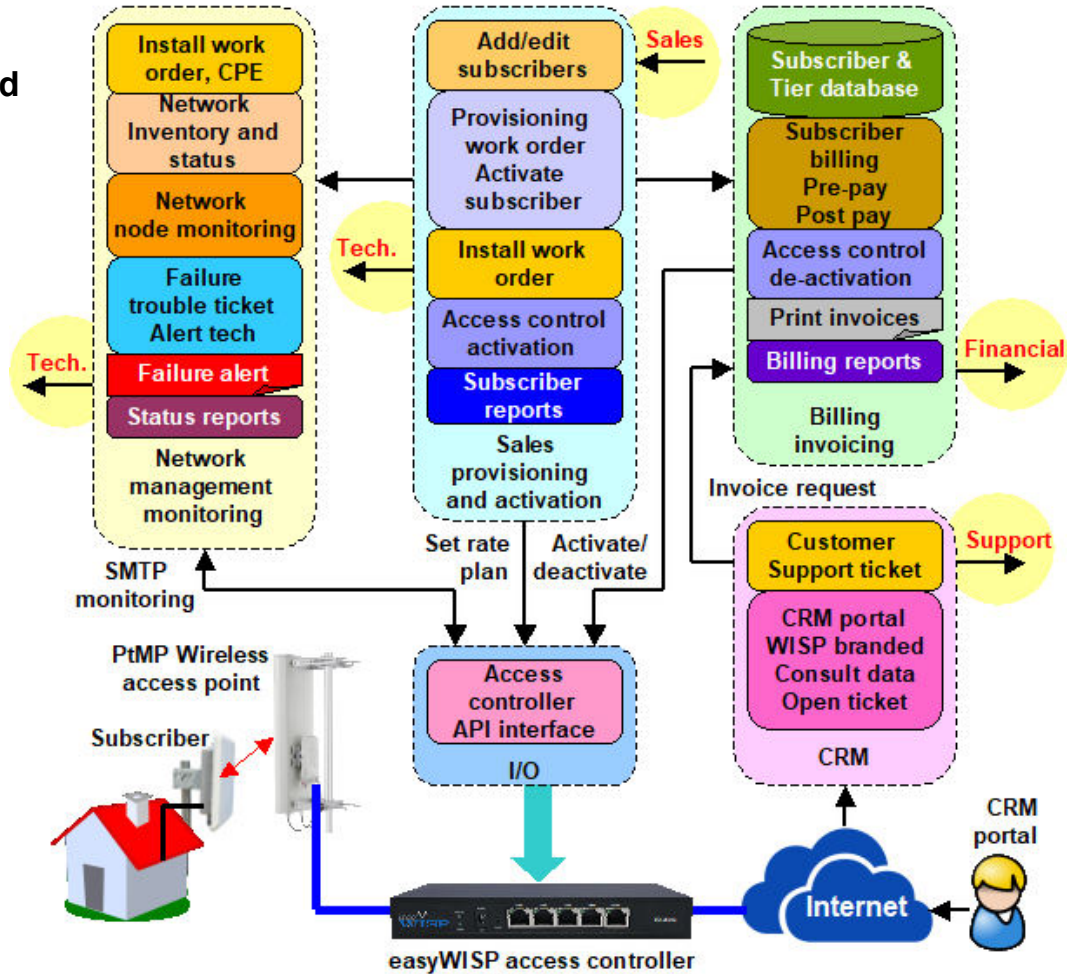 d
Install work
order, CPE
Network
Inventory and
status
Network
node monitoring
Failure
trouble ticket
Alert tech
Tech.
Failure alert
Status reports
Network
management
monitoring
Add/edit
subscribers
Sales
Provisioning
work order
Activate
subscriber
Tech.
Install work
order
Access control
activation
Subscriber
reports
Sales
provisioning
and activation
Subscriber &
Tier database
Subscriber
billing
Pre-pay
Post pay
Access control
de-activation
Print invoices
Billing reports
Financial
Billing
invoicing
Invoice request
SMTP
monitoring
Set rate
plan
Activate/
deactivate
Customer
Support ticket
Support
CRM portal
WISP branded
Consult data
Open ticket
CRM
PtMP Wireless
access point
Subscriber
Access
controller
API interface
I/O
CRM
portal
Internet
WISP
easyWISP access controller